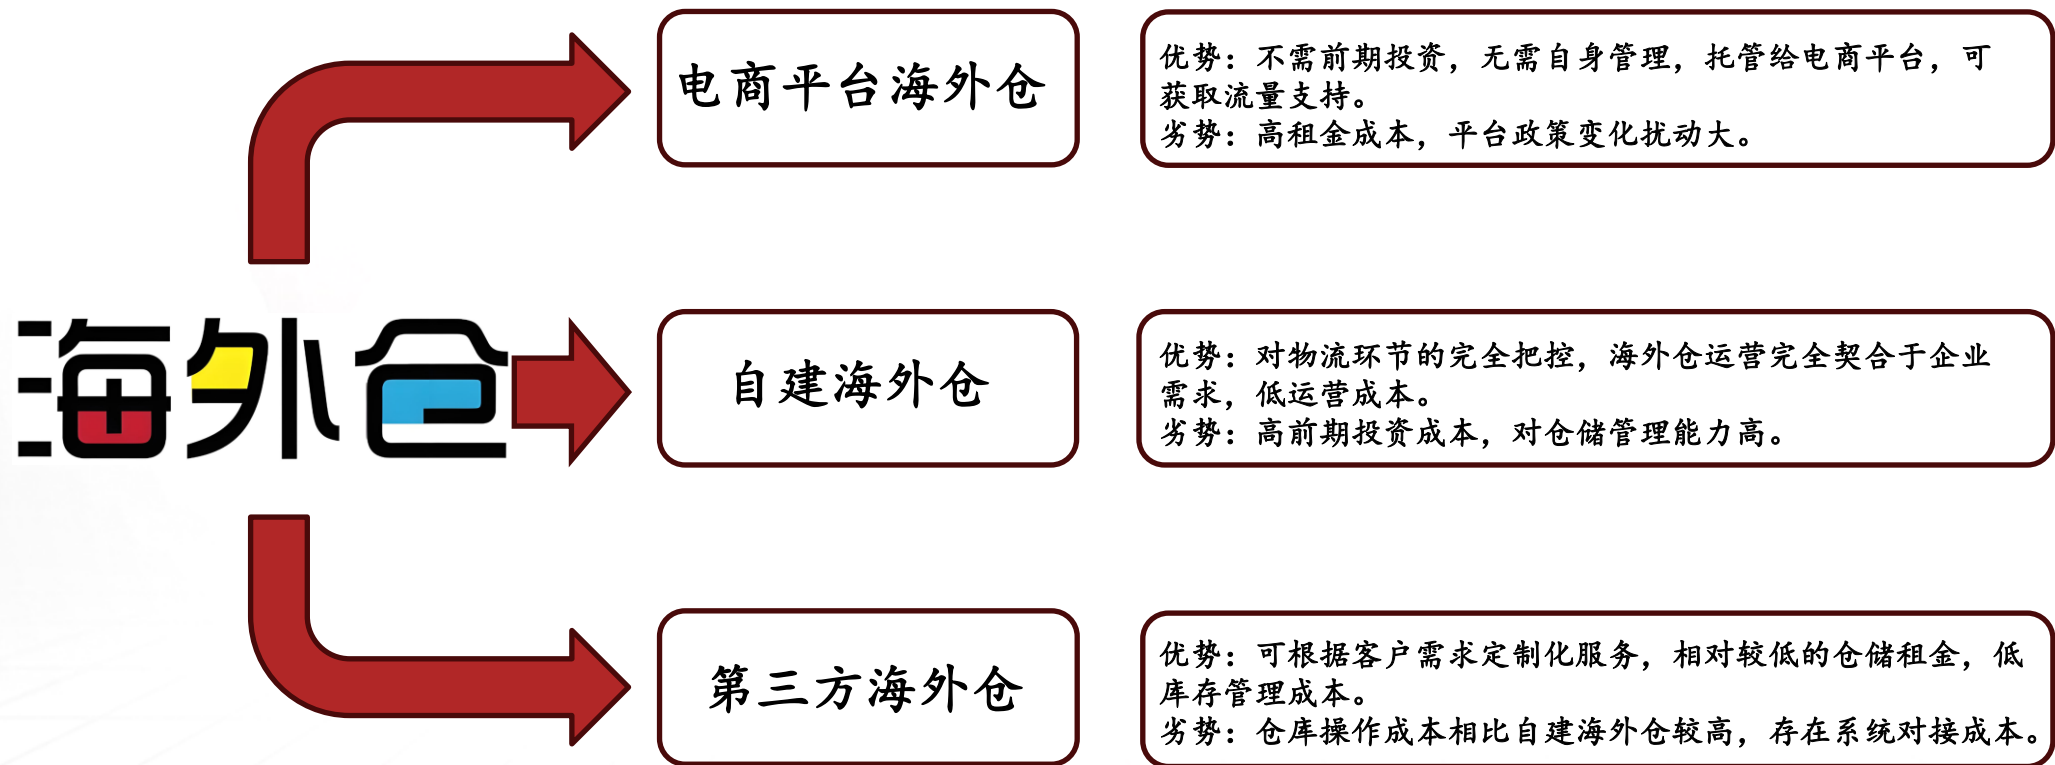 电商平台海外仓
优势：不需前期投资，无需自身管理，托管给电商平台，可
获取流量支持。
劣势：高租金成本，平台政策变化扰动大。
海外仓
自建海外仓
优势：对物流环节的完全把控，海外仓运营完全契合于企业
需求，低运营成本。
劣势：高前期投资成本，对仓储管理能力高。
第三方海外仓
优势：可根据客户需求定制化服务，相对较低的仓储租金，低
库存管理成本。
劣势：仓库操作成本相比自建海外仓较高，存在系统对接成本。